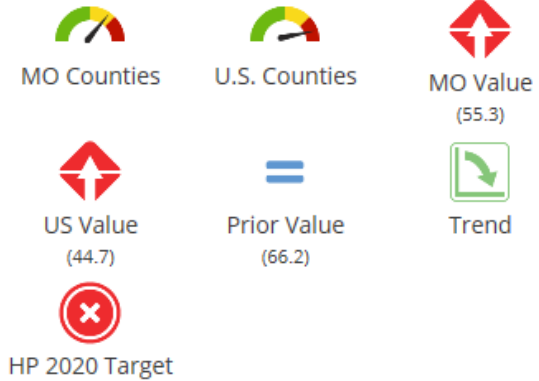 MO Counties
U.S. Counties
MO Value
(55.3)
US Value
(44.7)
Prior Value
(66.2)
Trend
HP 2020 Target